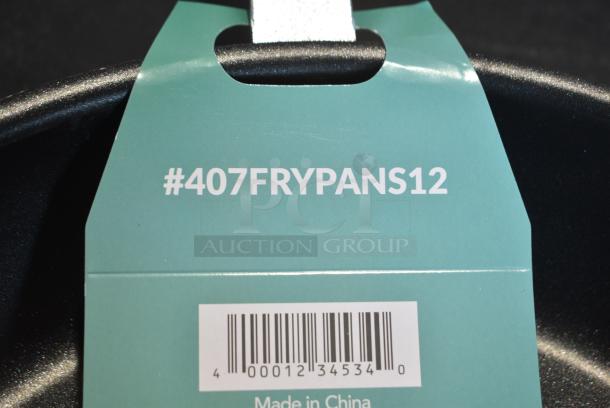 #407FRYPANS12
PCI
AUCTION GROUP
4 00012 34534 0
Made in China